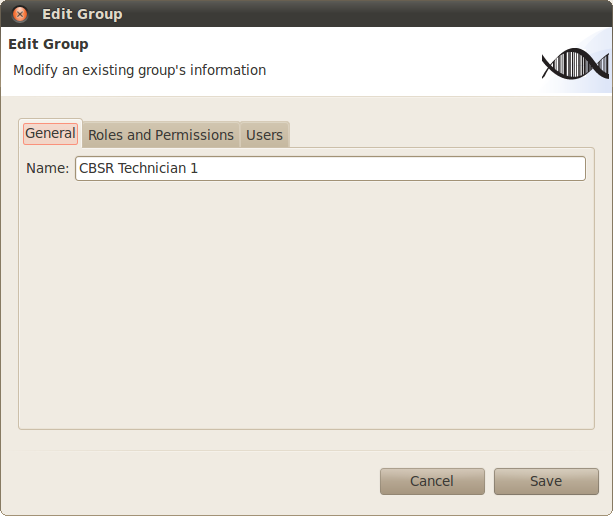 Edit Group
Edit Group
Modify an existing group's information
General Roles and Permissions Users
Name: CBSR Technician 1
Cancel Save